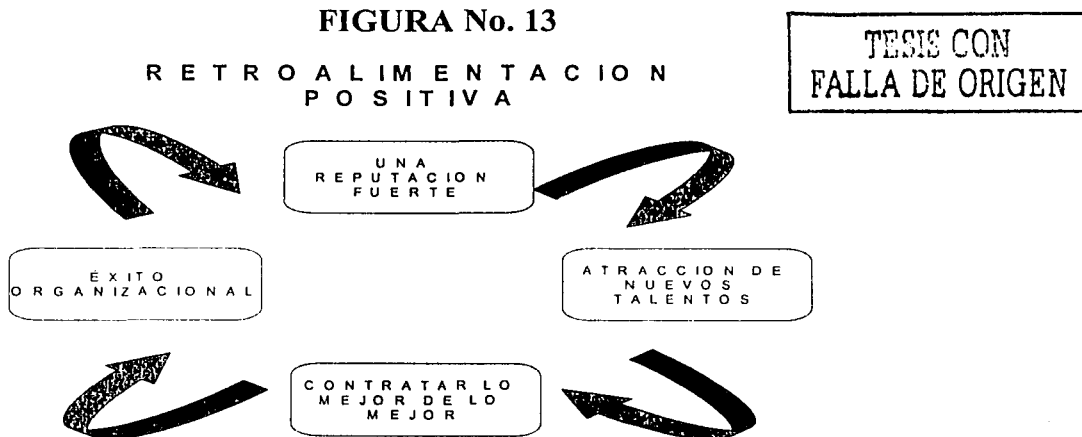 FIGURA No. 13
RETROALIMENTACION
POSITIVA
TESIS CON
FALLA DE ORIGEN
UNA
REPUTACION
FUERTE
ÉXITO
ORGANIZACIONAL
ATRACCION DE
NUEVOS
TALENTOS
CONTRATAR LO
MEJOR DE LO
MEJOR